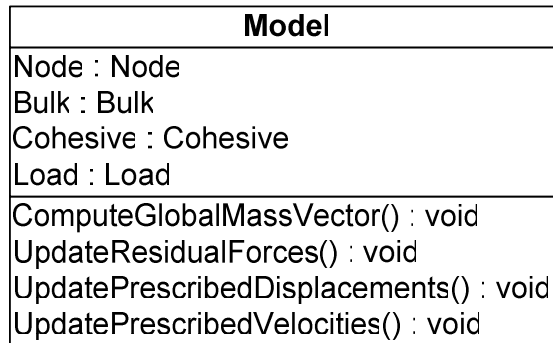 Model
Node : Node
Bulk : Bulk
Cohesive : Cohesive
Load : Load
ComputeGlobalMassVector() : void
UpdateResidualForces() : void
UpdatePrescribedDisplacements() : void
UpdatePrescribedVelocities() : void